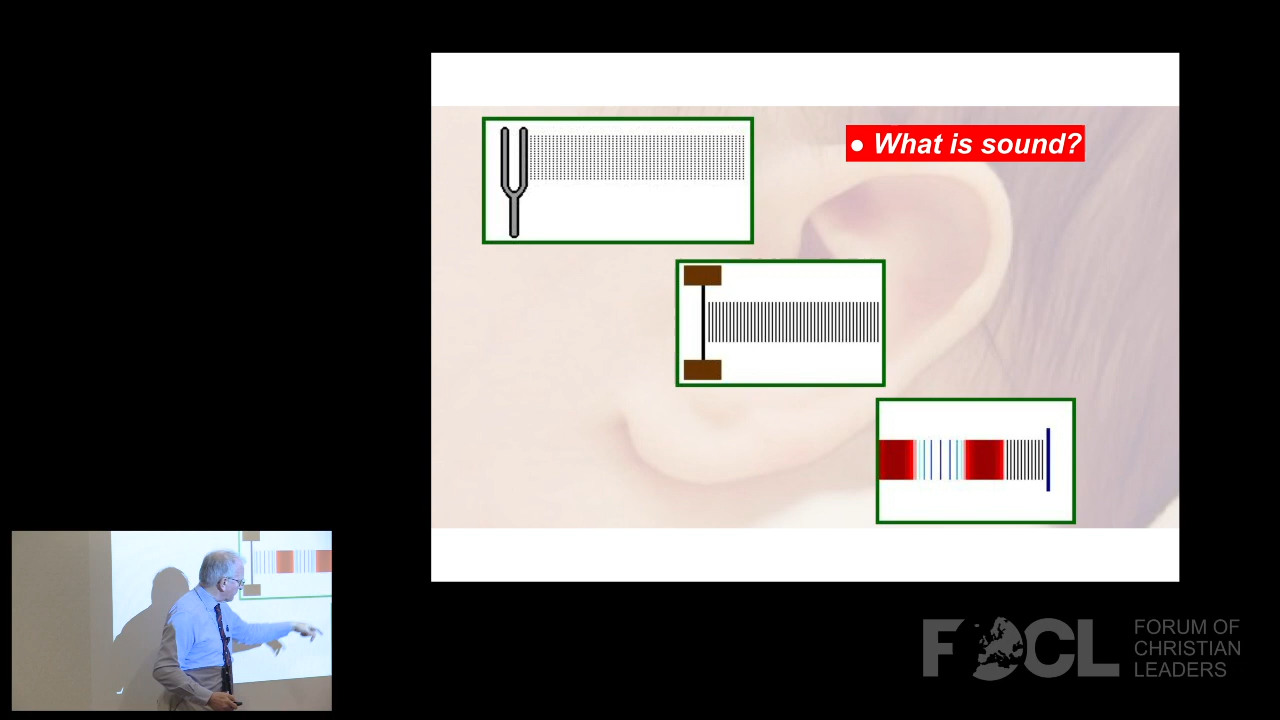 ● What is sound?
FOCL
FORUM OF
CHRISTIAN
LEADERS